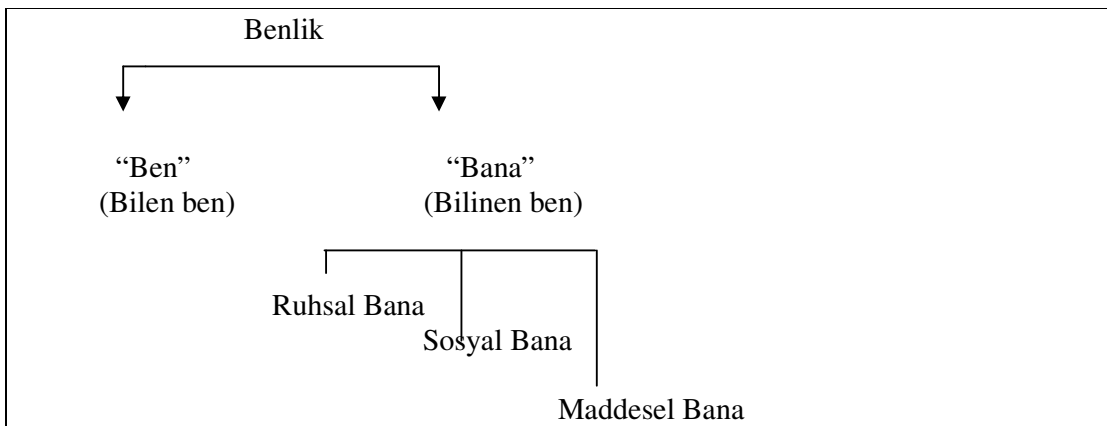 Benlik
“Ben” “Bana”
(Bilen ben) (Bilinen ben)
Ruhsal Bana
Sosyal Bana
Maddesel Bana